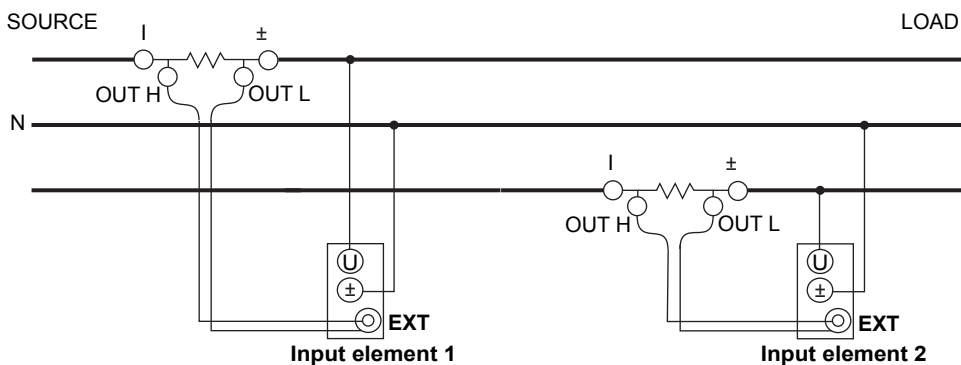 SOURCE
LOAD
I
±
OUT H
OUT L
N
I
±
OUT H
OUT L
U
±
EXT
Input element 1
U
±
EXT
Input element 2